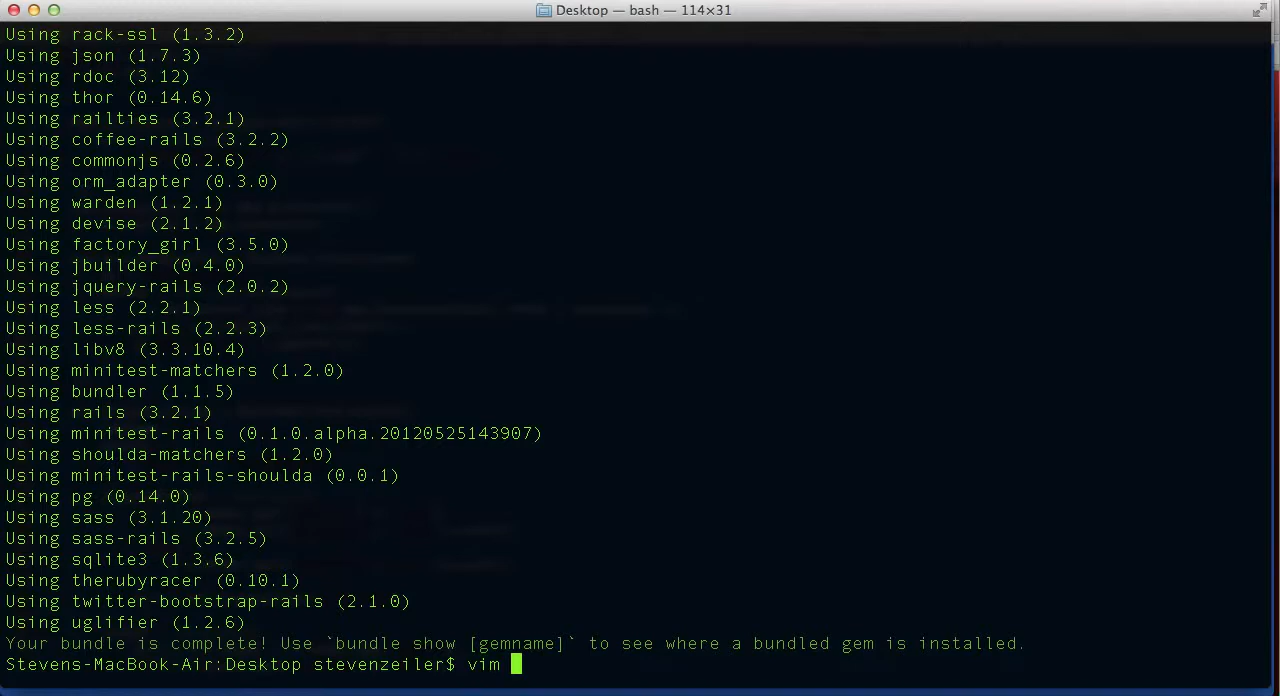 Desktop — bash — 114×31
Using rack-ssl (1.3.2)
Using json (1.7.3)
Using rdoc (3.12)
Using thor (0.14.6)
Using railties (3.2.1)
Using coffee-rails (3.2.2)
Using commonjs (0.2.6)
Using orm_adapter (0.3.0)
Using warden (1.2.1)
Using devise (2.1.2)
Using factory_girl (3.5.0)
Using jbuilder (0.4.0)
Using jquery-rails (2.0.2)
Using less (2.2.1)
Using less-rails (2.2.3)
Using libv8 (3.3.10.4)
Using minitest-matchers (1.2.0)
Using bundler (1.1.5)
Using rails (3.2.1)
Using minitest-rails (0.1.0.alpha.20120525143907)
Using shoulda-matchers (1.2.0)
Using minitest-rails-shoulda (0.0.1)
Using pg (0.14.0)
Using sass (3.1.20)
Using sass-rails (3.2.5)
Using sqlite3 (1.3.6)
Using therubyracer (0.10.1)
Using twitter-bootstrap-rails (2.1.0)
Using uglifier (1.2.6)
Your bundle is complete! Use `bundle show [gemname]` to see where a bundled gem is installed.
Stevens-MacBook-Air:Desktop stevenzeiler$ vim